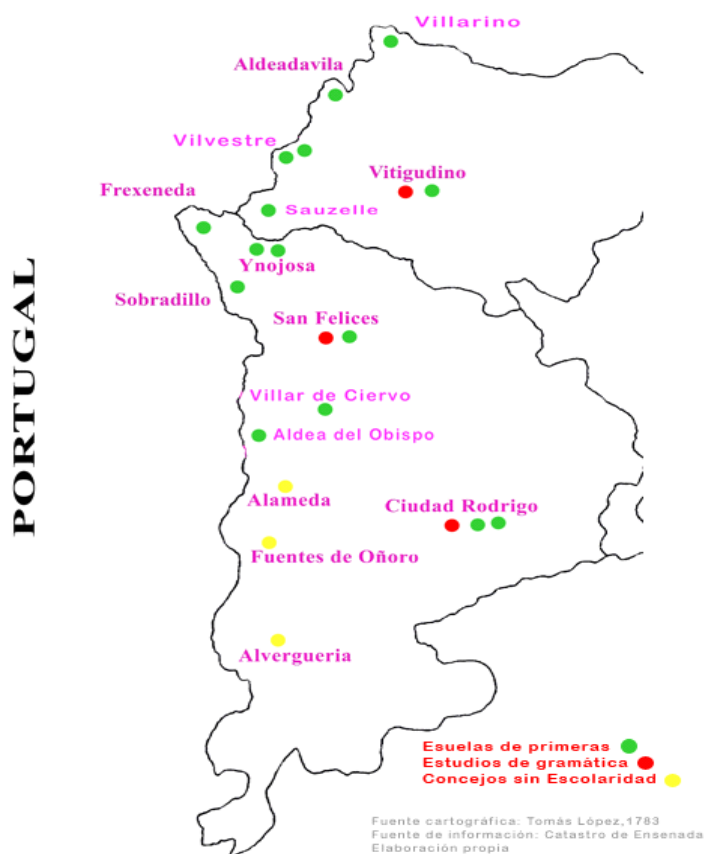 Villarino
Aldeadavila
Vilvestre
Vitigudino
Frexeneda
Sauzelle
Ynojosa
Sobradillo
San Felices
PORTUGAL
Villar de Ciervo
Aldea del Obispo
Alameda
Ciudad Rodrigo
Fuentes de Oñoro
Alvergueria
Esuelas de primeras
Estudios de gramàtica
Concejos sin Escolaridad
Fuente cartográfica: Tomás López,1783
Fuente de información: Catastro de Ensenada
Elaboración propia